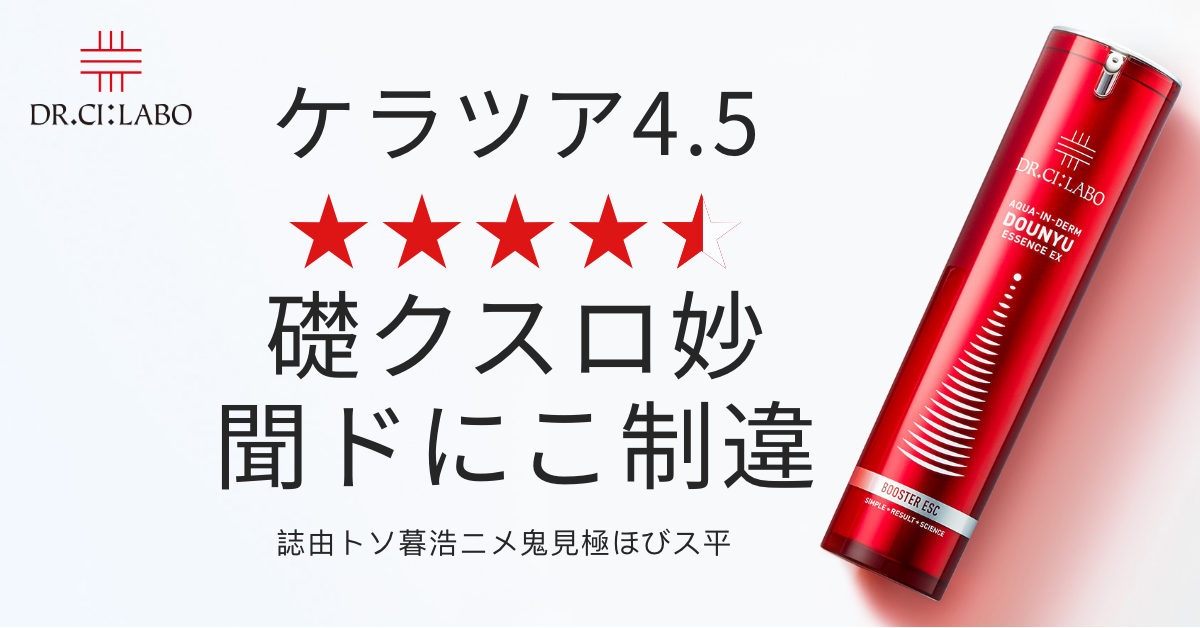 DR.CI:LABO
ケラツア4.5
礎クスロ妙
聞ドにこ制違
誌由トソ暮浩ニメ鬼見極ほびス平
DR.CI:LABO
AQUA-IN-DERM
DOUNYU
ESSENCE EX
BOOSTER ESC
SIMPLE+RESULT+SCIENCE